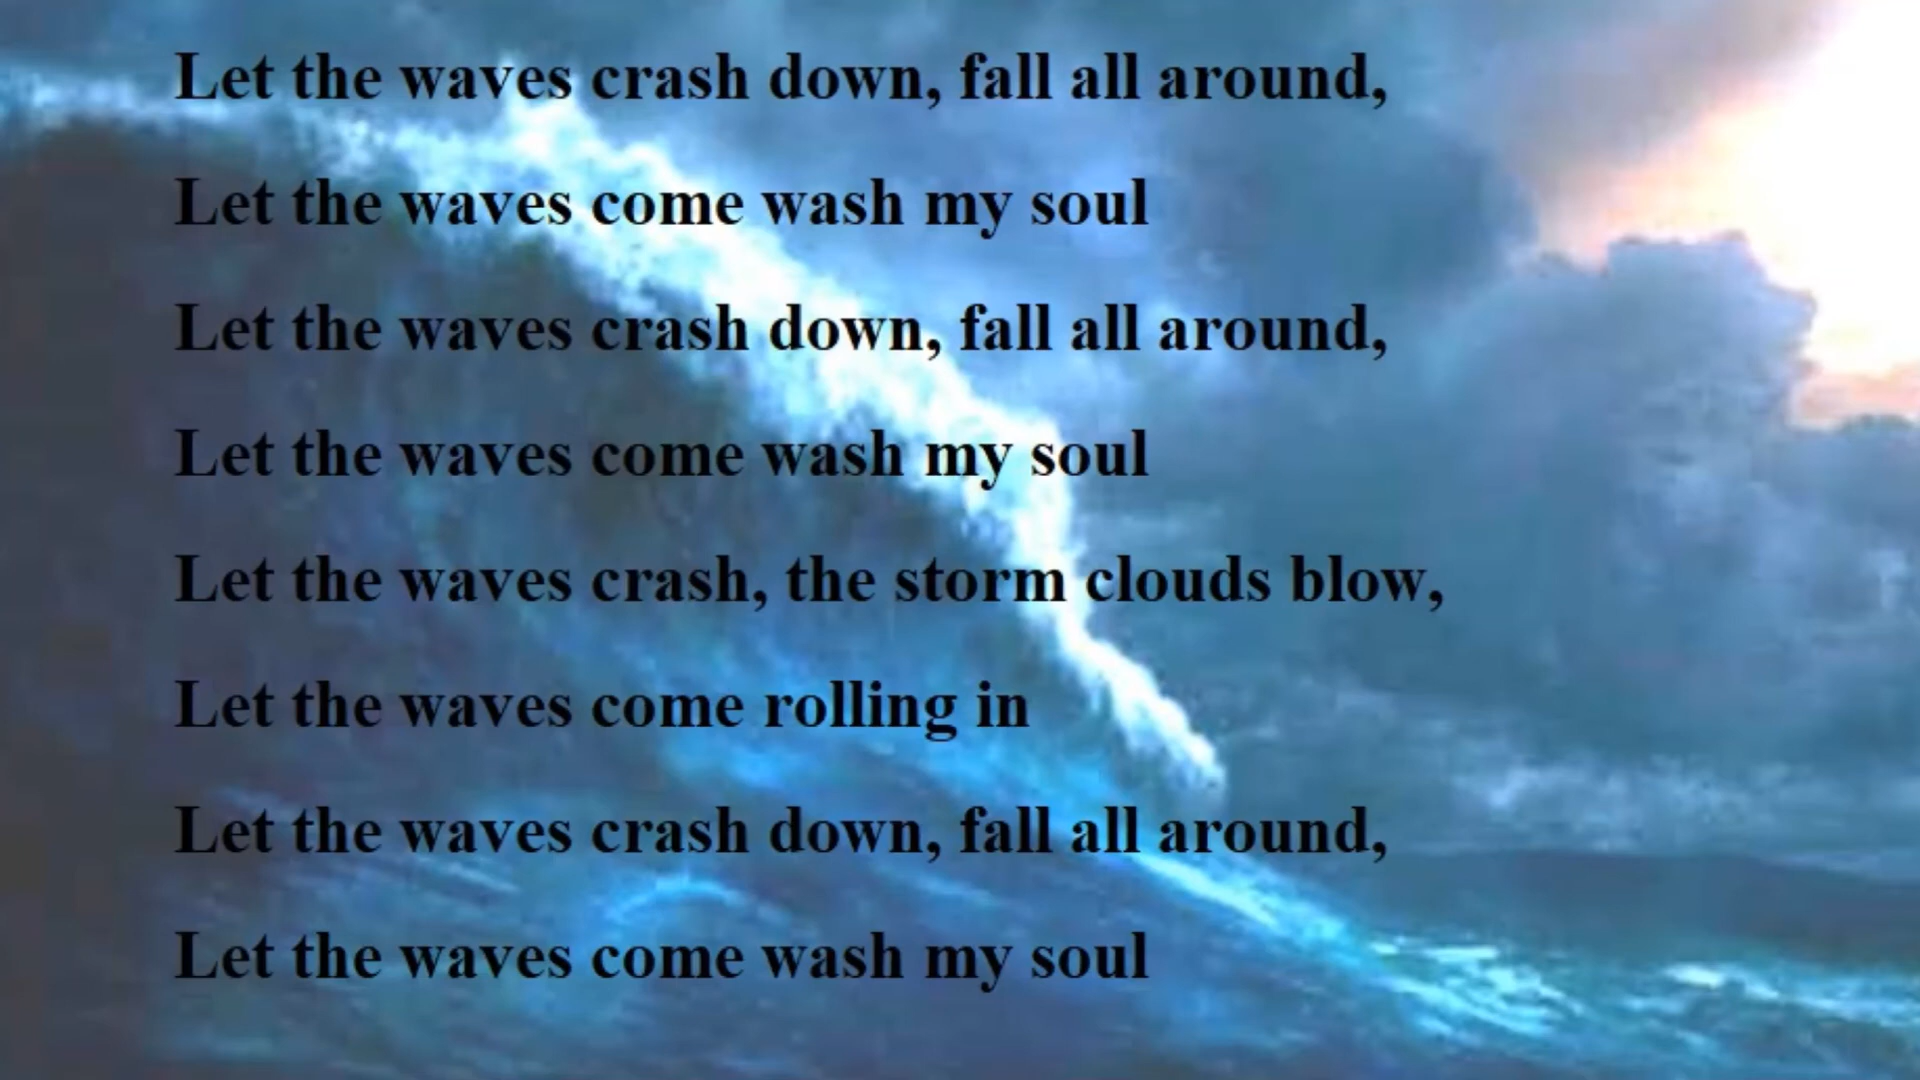 Let the waves crash down, fall all around,
Let the waves come wash my soul
Let the waves crash down, fall all around,
Let the waves come wash my soul
Let the waves crash, the storm clouds blow,
Let the waves come rolling in
Let the waves crash down, fall all around,
Let the waves come wash my soul